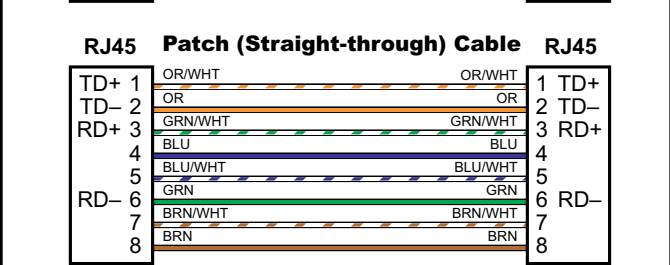 RJ45 Patch (Straight-through) Cable RJ45
OR/WHT OR/WHT
TD+ 1 1 TD+
OR OR
TD– 2 2 TD–
GRN/WHT GRN/WHT
RD+ 3 3 RD+
BLU BLU
4 4
BLU/WHT BLU/WHT
5 5
GRN GRN
RD– 6 6 RD–
BRN/WHT BRN/WHT
7 7
BRN BRN
8 8